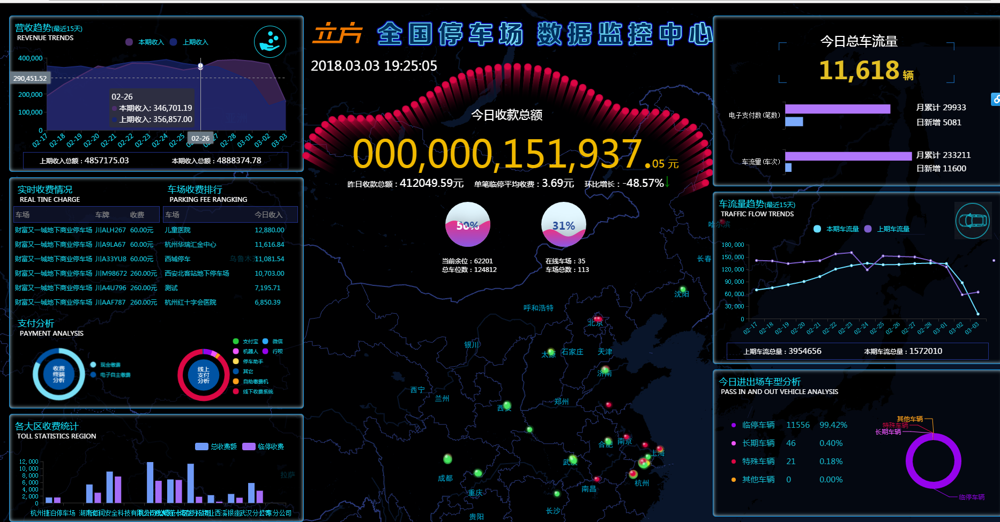 营收趋势(最近15天)
REVENUE TRENDS
本期收入 上期收入
400,000
290,451.52
200,000
100,000
0
02-26
本期收入: 346,701.19
上期收入: 356,857.00
02-17 02-18 02-19 02-20 02-21 02-22 02-23 02-24 02-25 02-26 02-27 02-28 03-01 03-02 03-03
上期收入总额 : 4857175.03 本期收入总额 : 4888374.78
实时收费情况
REAL TINE CHARGE
车场 车牌 收费
财富又一城地下商业停车场 川ALH267 60.00元
财富又一城地下商业停车场 川A9LA67 60.00元
财富又一城地下商业停车场 川A33YU8 60.00元
财富又一城地下商业停车场 川M98672 260.00元
财富又一城地下商业停车场 川A4U796 260.00元
财富又一城地下商业停车场 川AAF787 260.00元
车场收费排行
PARKING FEE RANGKING
车场 今日收入
儿童医院 12,880.00
杭州华瑞汇金中心 11,616.84
西城停车 11,081.54
西安北客站地下停车场 10,703.00
测试 7,195.71
杭州红十字会医院 6,850.39
支付分析
PAYMENT ANALYSIS
收费
终端
分析
现金缴费
电子自主缴费
线上
支付
分析
支付宝 微信
机器人 行呗
停车助手
其它
自助缴费机
线下收费系统
各大区收费统计
TOLL STATISTICS REGION
总收费额 临停收费
12,000
10,000
8,000
6,000
4,000
2,000
0
杭州捷泊停车场
立方 全国停车场 数据监控中心
2018.03.03 19:25:05
今日收款总额
000,000,151,937.05 元
昨日收款总额 : 412049.59元 单笔临停平均收费 : 3.69元 环比增长 : -48.57%↓
50%
当前余位 : 62201
总车位数 : 124812
31%
在线车场 : 35
车场总数 : 113
哈尔滨
长春
沈阳
呼和浩特
北京
银川
太原
石家庄
天津
济南
西宁
兰州
郑州
西安
合肥
南京
上海
武汉
成都
杭州
重庆
南昌
长沙
贵阳
拉萨
今日总车流量
11,618 辆
电子支付数(笔数)
月累计 29933
日新增 5081
车流量(车次)
月累计 233211
日新增 11600
车流量趋势(最近15天)
TRAFFIC FLOW TRENDS
本期车流量 上期车流量
180,000
150,000
120,000
90,000
60,000
30,000
0
02-17 02-18 02-19 02-20 02-21 02-22 02-23 02-24 02-25 02-26 02-27 02-28 03-01 03-02 03-03
上期车流总量 : 3954656 本期车流总量 : 1572010
今日进出场车型分析
PASS IN AND OUT VEHICLE ANALYSIS
临停车辆 11556 99.42%
长期车辆 46 0.40%
特殊车辆 21 0.18%
其他车辆 0 0.00%
其他车辆
特殊车辆
长期车辆
临停车辆